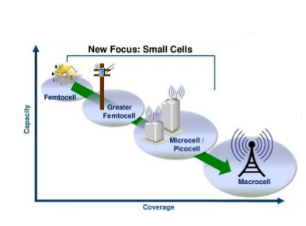 New Focus: Small Cells
Femtocell
Greater
Femtocell
Microcell /
Picocell
Macrocell
Capacity
Coverage